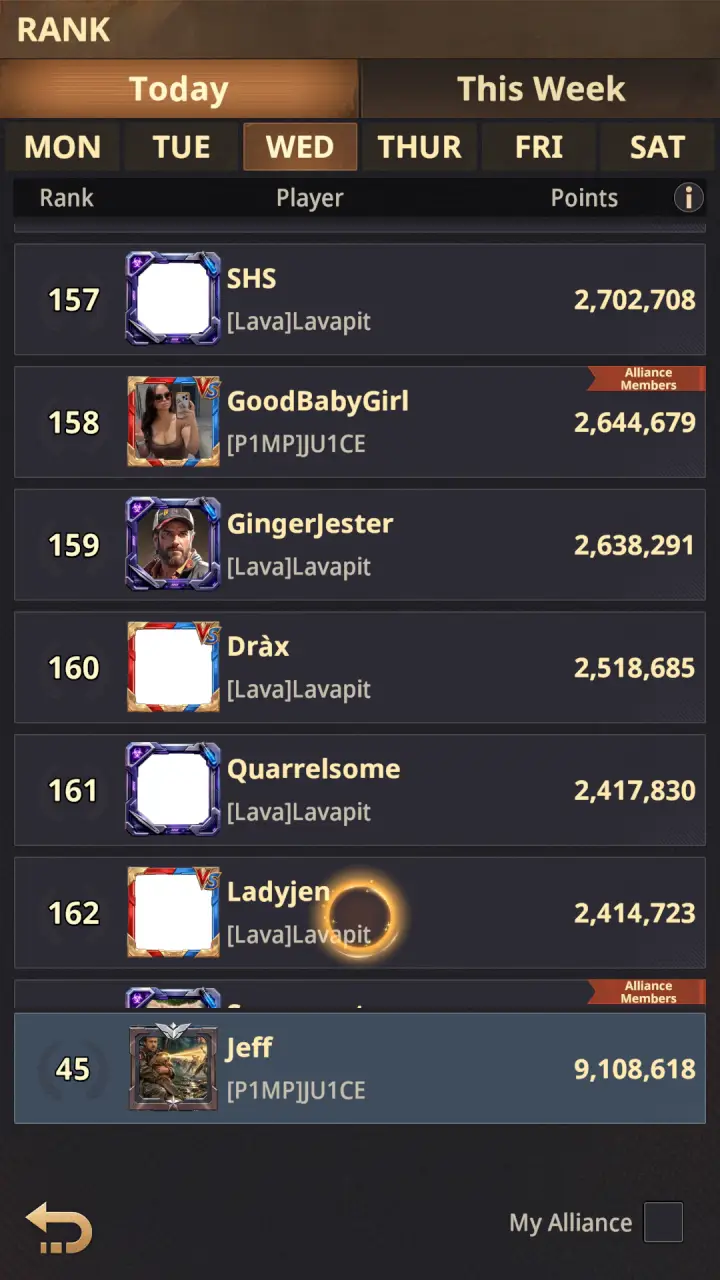 RANK
Today
This Week
MON
TUE
WED
THUR
FRI
SAT
Rank
Player
Points
157
SHS
[Lava]Lavapit
2,702,708
Alliance
Members
158
GoodBabyGirl
[P1MP]JU1CE
2,644,679
159
GingerJester
[Lava]Lavapit
2,638,291
160
Dràx
[Lava]Lavapit
2,518,685
161
Quarrelsome
[Lava]Lavapit
2,417,830
162
Ladyjen
[Lava]Lavapit
2,414,723
Alliance
Members
45
Jeff
[P1MP]JU1CE
9,108,618
My Alliance